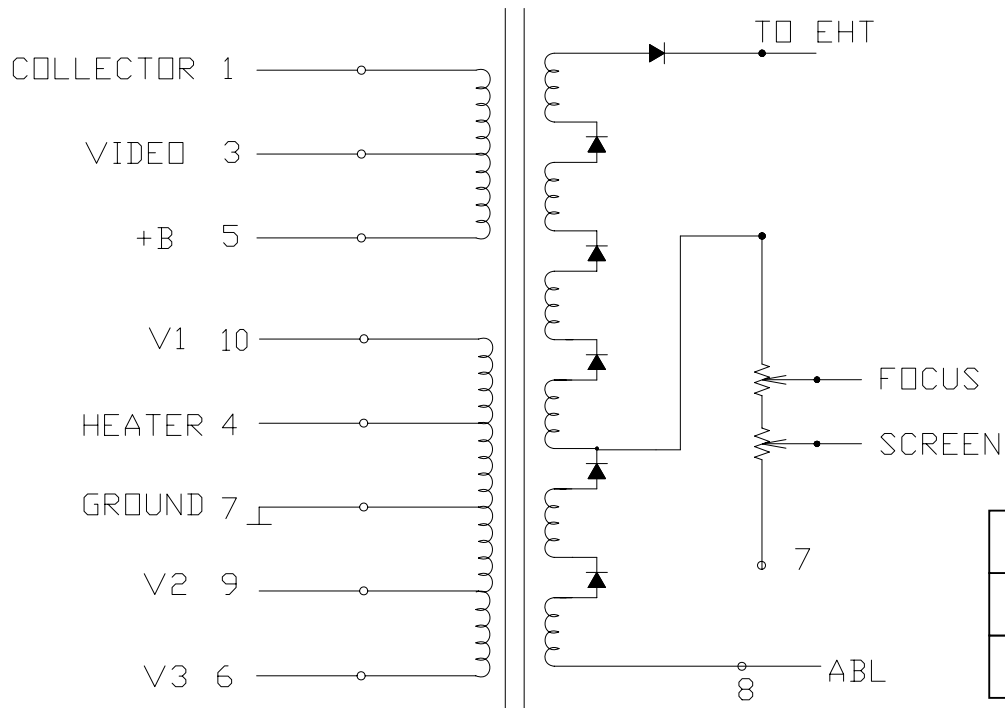 TO EHT
COLLECTOR 1
VIDEO 3
+B 5
V1 10
HEATER 4
GROUND 7
V2 9
V3 6
FOCUS
SCREEN
7
8
ABL